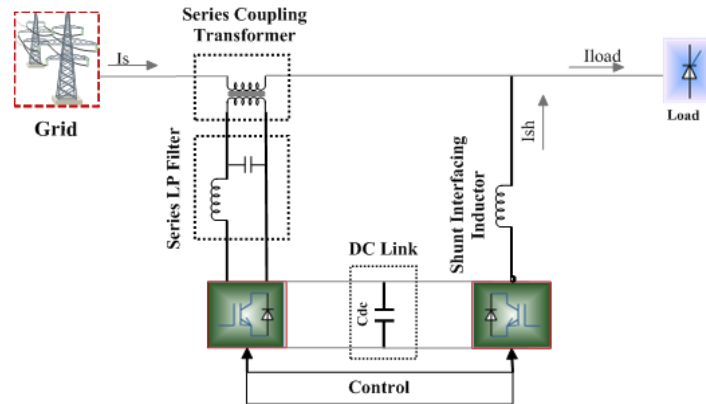 Series Coupling
Transformer
Is
Iload
Grid
Load
Ish
Series LP Filter
Shunt Interfacing
Inductor
DC Link
Cdc
Control